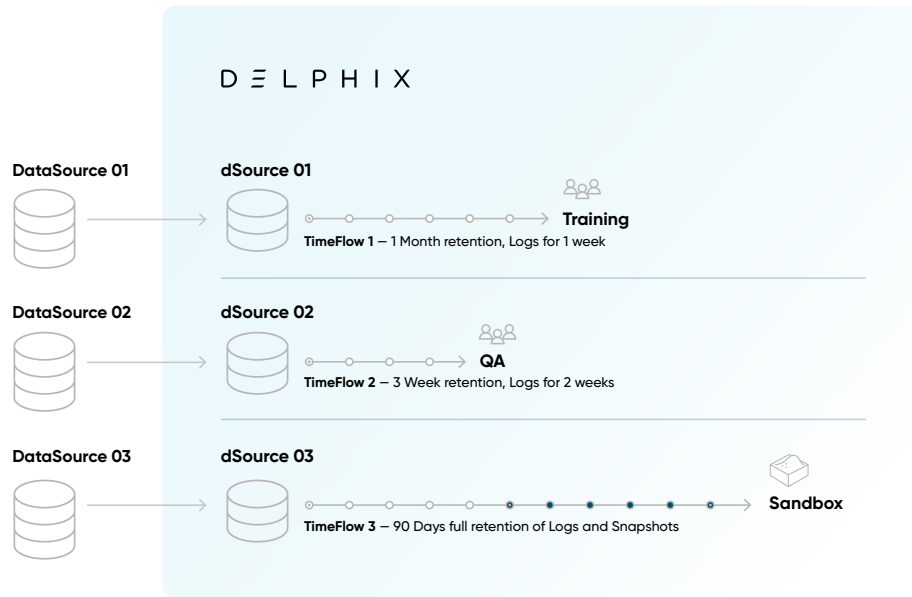 DELPHIX
DataSource 01
dSource 01
Training
TimeFlow 1 – 1 Month retention, Logs for 1 week
DataSource 02
dSource 02
QA
TimeFlow 2 – 3 Week retention, Logs for 2 weeks
DataSource 03
dSource 03
Sandbox
TimeFlow 3 – 90 Days full retention of Logs and Snapshots